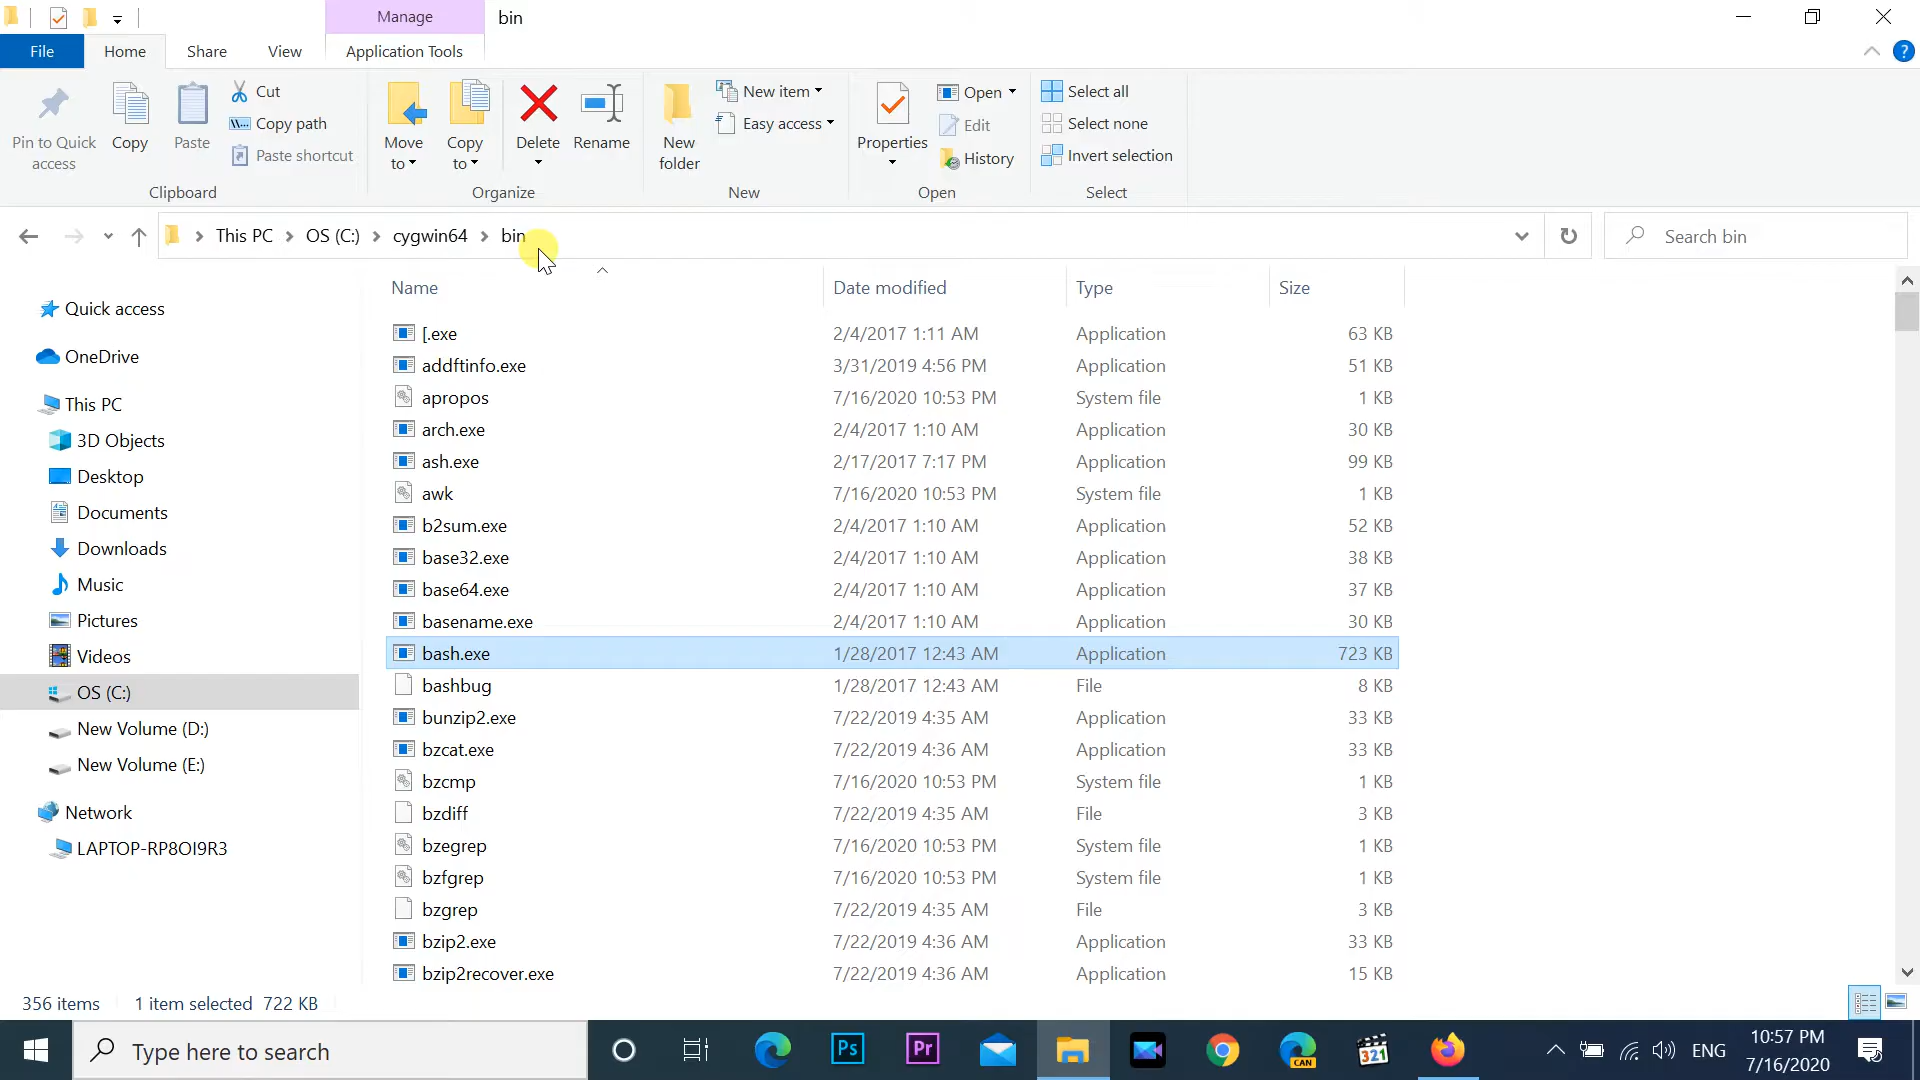 Manage
bin
File
Home
Share
View
Application Tools
Pin to Quick access
Copy
Paste
Cut
Copy path
Paste shortcut
Clipboard
Move to
Copy to
Delete
Rename
Organize
New folder
New item
Easy access
New
Properties
Open
Edit
History
Open
Select all
Select none
Invert selection
Select
This PC
OS (C:)
cygwin64
bin
Search bin
Quick access
OneDrive
This PC
3D Objects
Desktop
Documents
Downloads
Music
Pictures
Videos
OS (C:)
New Volume (D:)
New Volume (E:)
Network
LAPTOP-RP8OI9R3
Name Date modified Type Size
[.exe 2/4/2017 1:11 AM Application 63 KB
addftinfo.exe 3/31/2019 4:56 PM Application 51 KB
apropos 7/16/2020 10:53 PM System file 1 KB
arch.exe 2/4/2017 1:10 AM Application 30 KB
ash.exe 2/17/2017 7:17 PM Application 99 KB
awk 7/16/2020 10:53 PM System file 1 KB
b2sum.exe 2/4/2017 1:10 AM Application 52 KB
base32.exe 2/4/2017 1:10 AM Application 38 KB
base64.exe 2/4/2017 1:10 AM Application 37 KB
basename.exe 2/4/2017 1:10 AM Application 30 KB
bash.exe 1/28/2017 12:43 AM Application 723 KB
bashbug 1/28/2017 12:43 AM File 8 KB
bunzip2.exe 7/22/2019 4:35 AM Application 33 KB
bzcat.exe 7/22/2019 4:36 AM Application 33 KB
bzcmp 7/16/2020 10:53 PM System file 1 KB
bzdiff 7/22/2019 4:35 AM File 3 KB
bzegrep 7/16/2020 10:53 PM System file 1 KB
bzfgrep 7/16/2020 10:53 PM System file 1 KB
bzgrep 7/22/2019 4:35 AM File 3 KB
bzip2.exe 7/22/2019 4:36 AM Application 33 KB
bzip2recover.exe 7/22/2019 4:36 AM Application 15 KB
356 items 1 item selected 722 KB
Type here to search
Ps
Pr
CAN
321
ENG
10:57 PM
7/16/2020